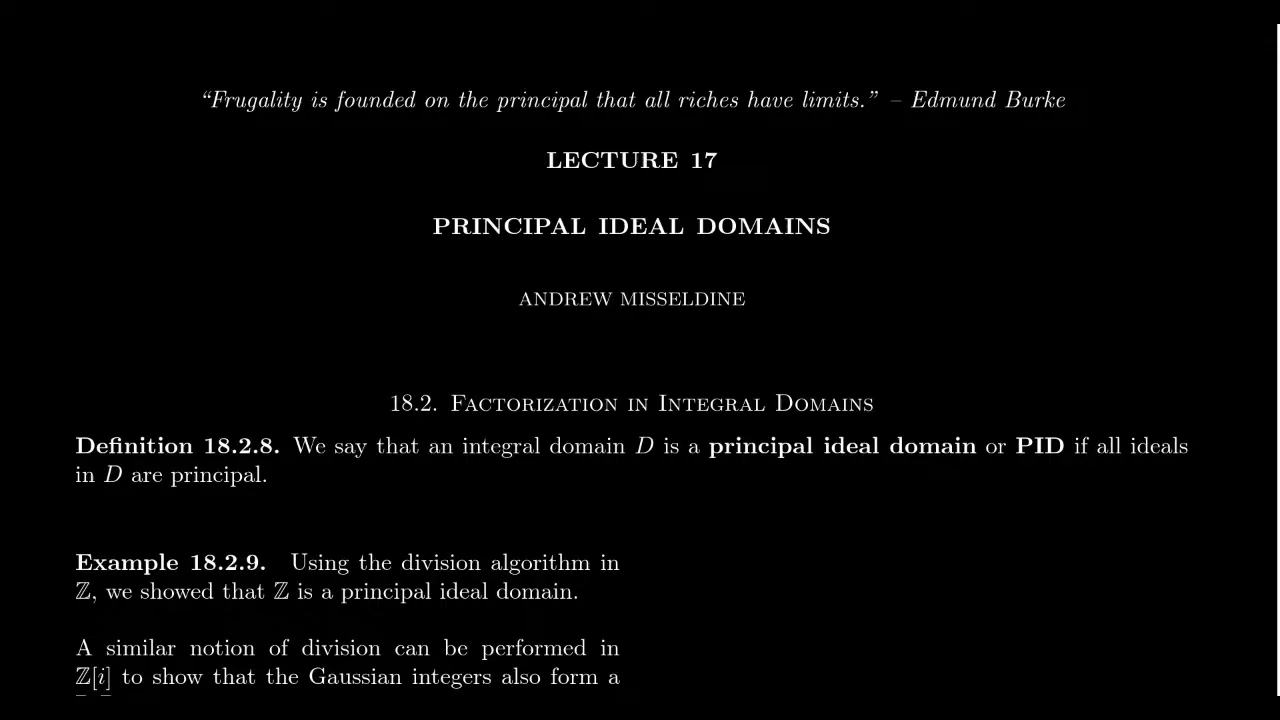 “Frugality is founded on the principal that all riches have limits.” – Edmund Burke
LECTURE 17
PRINCIPAL IDEAL DOMAINS
ANDREW MISSELDINE
18.2. Factorization in Integral Domains
Definition 18.2.8. We say that an integral domain D is a principal ideal domain or PID if all ideals
in D are principal.
Example 18.2.9. Using the division algorithm in
ℤ, we showed that ℤ is a principal ideal domain.
A similar notion of division can be performed in
ℤ[i] to show that the Gaussian integers also form a